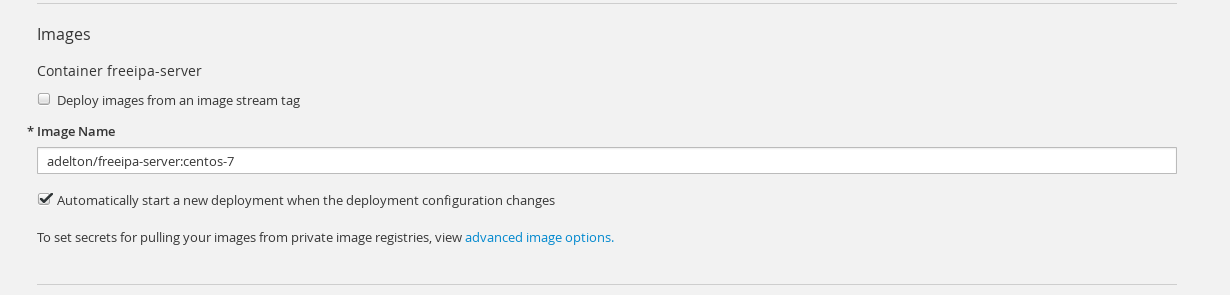 Images
Container freeipa-server
Deploy images from an image stream tag
* Image Name
adelton/freeipa-server:centos-7
Automatically start a new deployment when the deployment configuration changes
To set secrets for pulling your images from private image registries, view advanced image options.